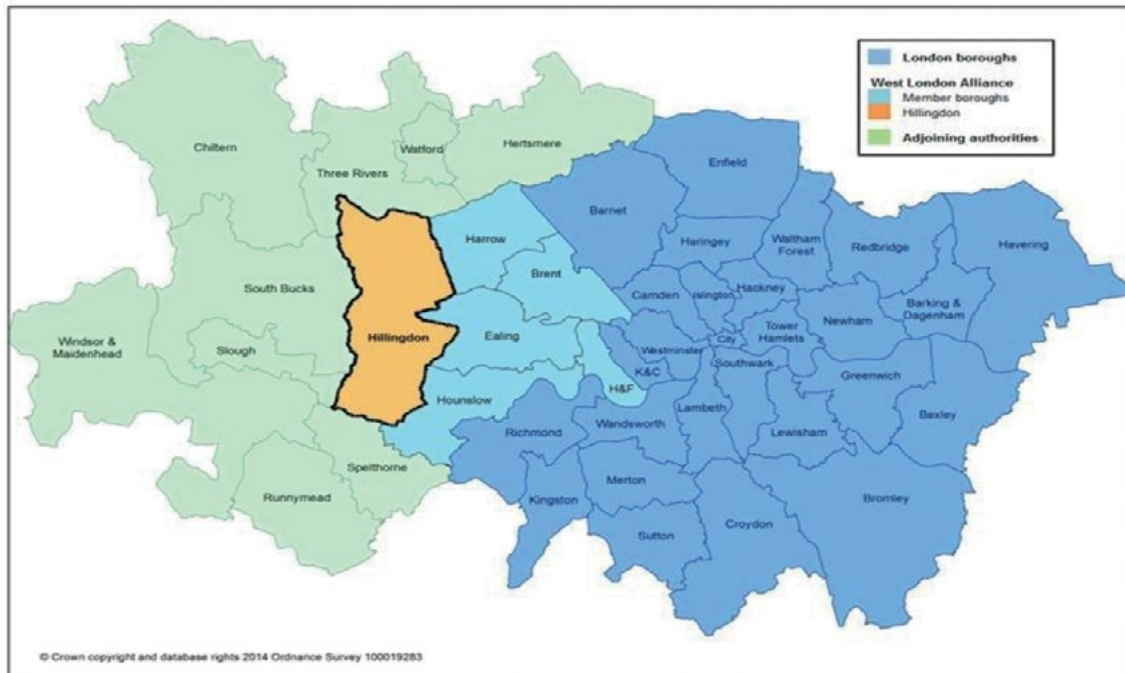 London boroughs
West London Alliance
Member boroughs
Hillingdon
Adjoining authorities
Chiltern
Three Rivers
Watford
Hertsmere
Enfield
Barnet
Harrow
Haringey
Waltham
Forest
Redbridge
Havering
Brent
South Bucks
Camden
Islington
Hackney
Barking &
Dagenham
Windsor &
Maidenhead
Slough
Hillingdon
Ealing
Westminster
City
Tower
Hamlets
Newham
K&C
Southwark
Greenwich
H&F
Hounslow
Lambeth
Bexley
Richmond
Wandsworth
Lewisham
Spelthorne
Runnymead
Merton
Kingston
Bromley
Sutton
Croydon
© Crown copyright and database rights 2014 Ordnance Survey 100019283